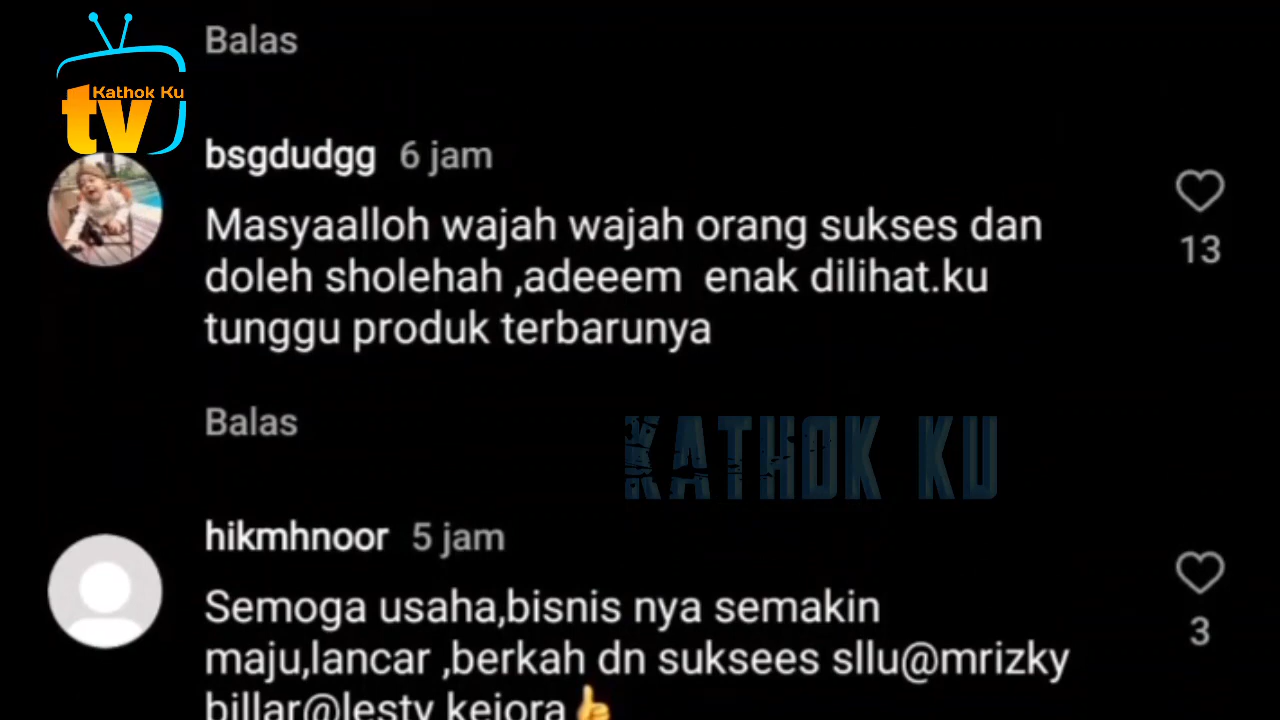 Balas
Kathok Ku
tv
bsgdudgg 6 jam
Masyaalloh wajah wajah orang sukses dan
doleh sholehah ,adeeem enak dilihat.ku
tunggu produk terbarunya
13
Balas
KATHOK KU
hikmhnoor 5 jam
Semoga usaha,bisnis nya semakin
maju,lancar ,berkah dn suksees sllu@mrizky
billar@lesty kejora👍
3